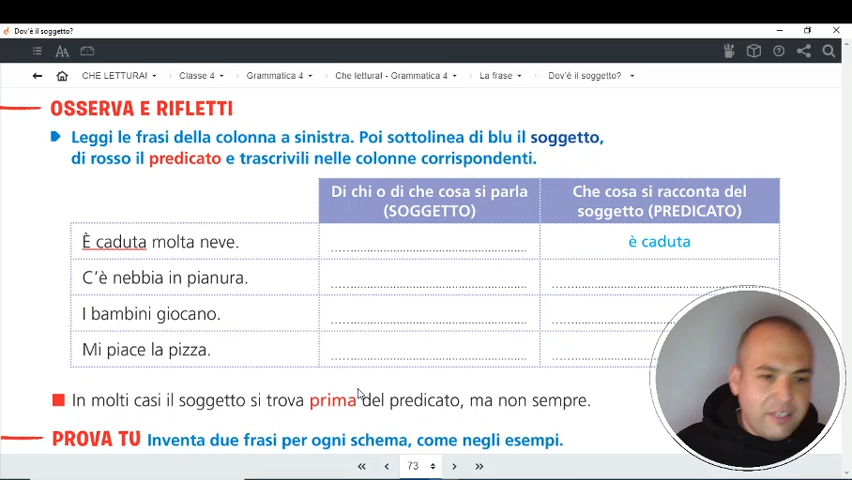 Dov'è il soggetto?
CHE LETTURA! Classe 4 Grammatica 4 Che lettura! - Grammatica 4 La frase Dov'è il soggetto?
OSSERVA E RIFLETTI
Leggi le frasi della colonna a sinistra. Poi sottolinea di blu il soggetto,
di rosso il predicato e trascrivili nelle colonne corrispondenti.
Di chi o di che cosa si parla
(SOGGETTO)
Che cosa si racconta del
soggetto (PREDICATO)
È caduta molta neve. è caduta
C'è nebbia in pianura.
I bambini giocano.
Mi piace la pizza.
In molti casi il soggetto si trova prima del predicato, ma non sempre.
PROVA TU Inventa due frasi per ogni schema, come negli esempi.
73